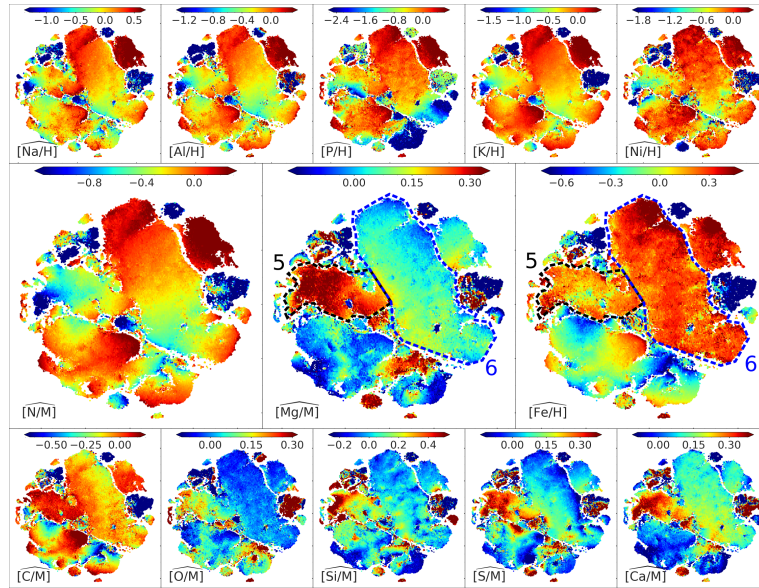 −1.0 −0.5 0.0
−1.2 −0.6 0.0
−2.4 −1.6 −0.8 0.0
−1.5 −1.0 −0.5 0.0
−1.8 −1.2 −0.6 0.0
[Na/H]
[Al/H]
[P/H]
[K/H]
[Ni/H]
−0.8 −0.4 0.0
0.00 0.15 0.30
−0.6 −0.3 0.0 0.3
5
5
6
6
[N/M]
[Mg/M]
[Fe/H]
−0.50 −0.25 0.00
0.00 0.15 0.30
−0.2 0.0 0.2 0.4
0.00 0.15 0.30
0.00 0.15 0.30
[C/M]
[O/M]
[Si/M]
[S/M]
[Ca/M]